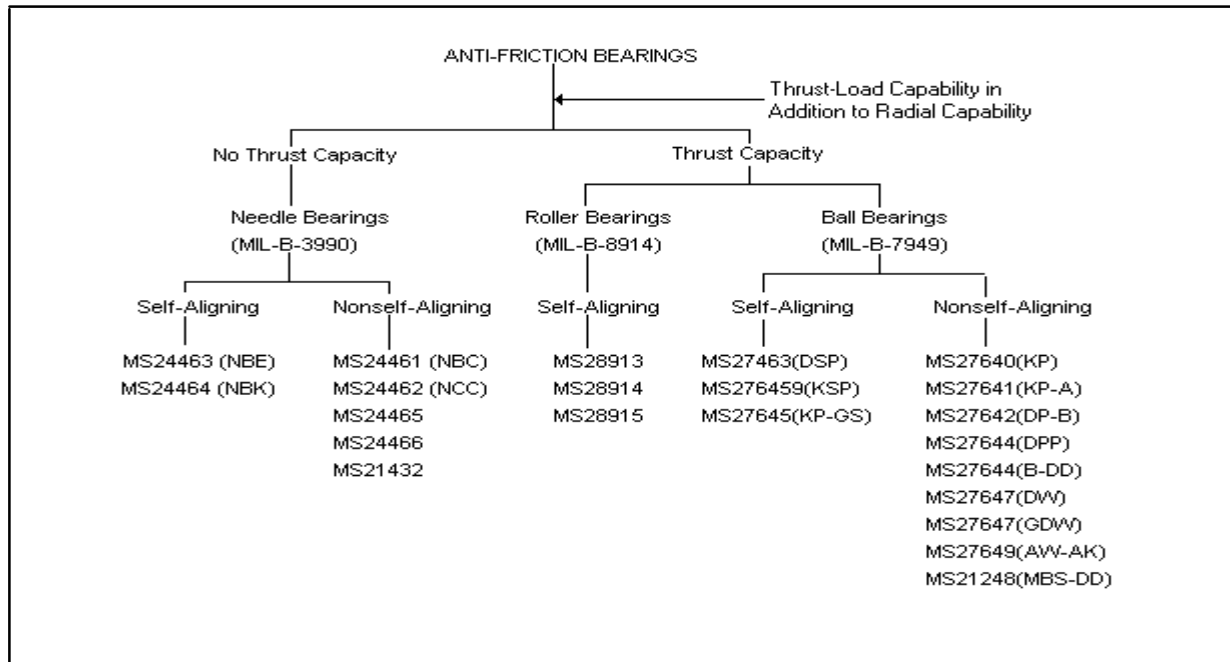 ANTI-FRICTION BEARINGS
Thrust-Load Capability in
Addition to Radial Capability
No Thrust Capacity
Thrust Capacity
Needle Bearings
(MIL-B-3990)
Roller Bearings
(MIL-B-8914)
Ball Bearings
(MIL-B-7949)
Self-Aligning
MS24463 (NBE)
MS24464 (NBK)
Nonself-Aligning
MS24461 (NBC)
MS24462 (NCC)
MS24465
MS24466
MS21432
Self-Aligning
MS28913
MS28914
MS28915
Self-Aligning
MS27463(DSP)
MS276459(KSP)
MS27645(KP-GS)
Nonself-Aligning
MS27640(KP)
MS27641(KP-A)
MS27642(DP-B)
MS27644(DPP)
MS27644(B-DD)
MS27647(DW)
MS27647(GDW)
MS27649(AW-AK)
MS21248(MBS-DD)